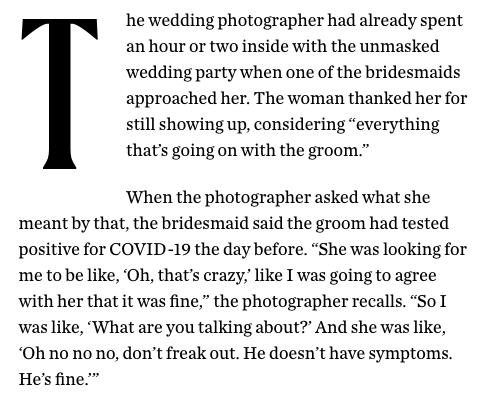 The wedding photographer had already spent
an hour or two inside with the unmasked
wedding party when one of the bridesmaids
approached her. The woman thanked her for
still showing up, considering “everything
that’s going on with the groom.”
When the photographer asked what she
meant by that, the bridesmaid said the groom had tested
positive for COVID-19 the day before. “She was looking for
me to be like, ‘Oh, that’s crazy,’ like I was going to agree
with her that it was fine,” the photographer recalls. “So I
was like, ‘What are you talking about?’ And she was like,
‘Oh no no no, don’t freak out. He doesn’t have symptoms.
He’s fine.’”